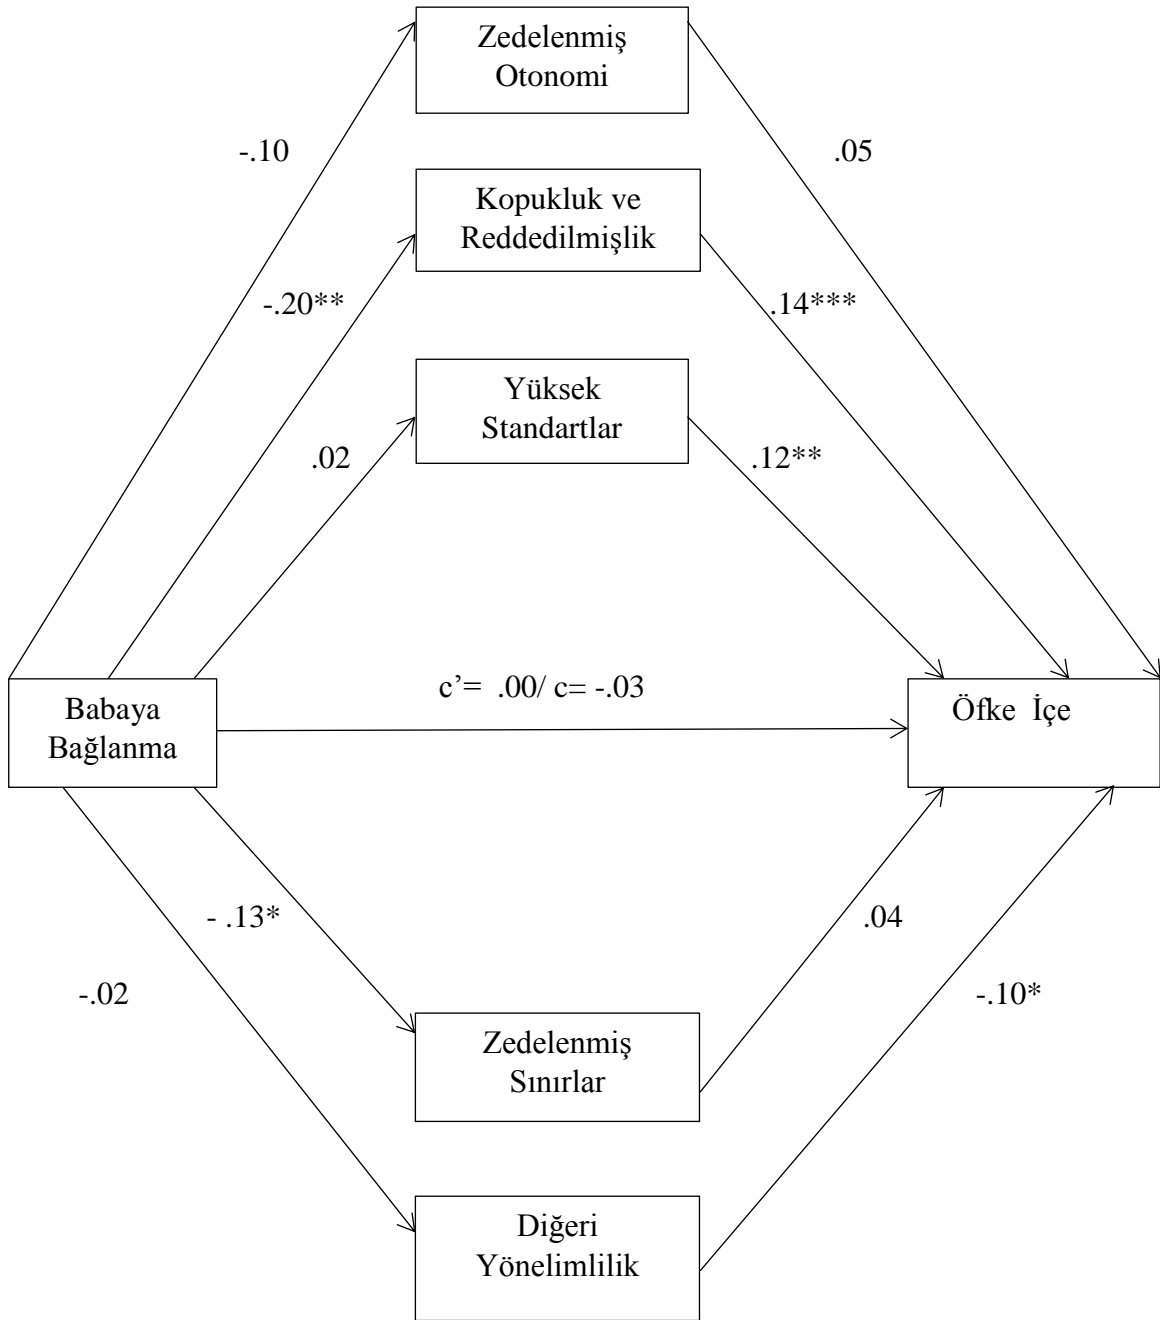 Zedelenmiş
Otonomi
-.10
.05
Kopukluk ve
Reddedilmişlik
-.20**
.14***
Yüksek
Standartlar
.02
.12**
c’= .00/ c= -.03
Babaya
Bağlanma
Öfke İçe
- .13*
.04
-.02
-.10*
Zedelenmiş
Sınırlar
Diğeri
Yönelimlilik